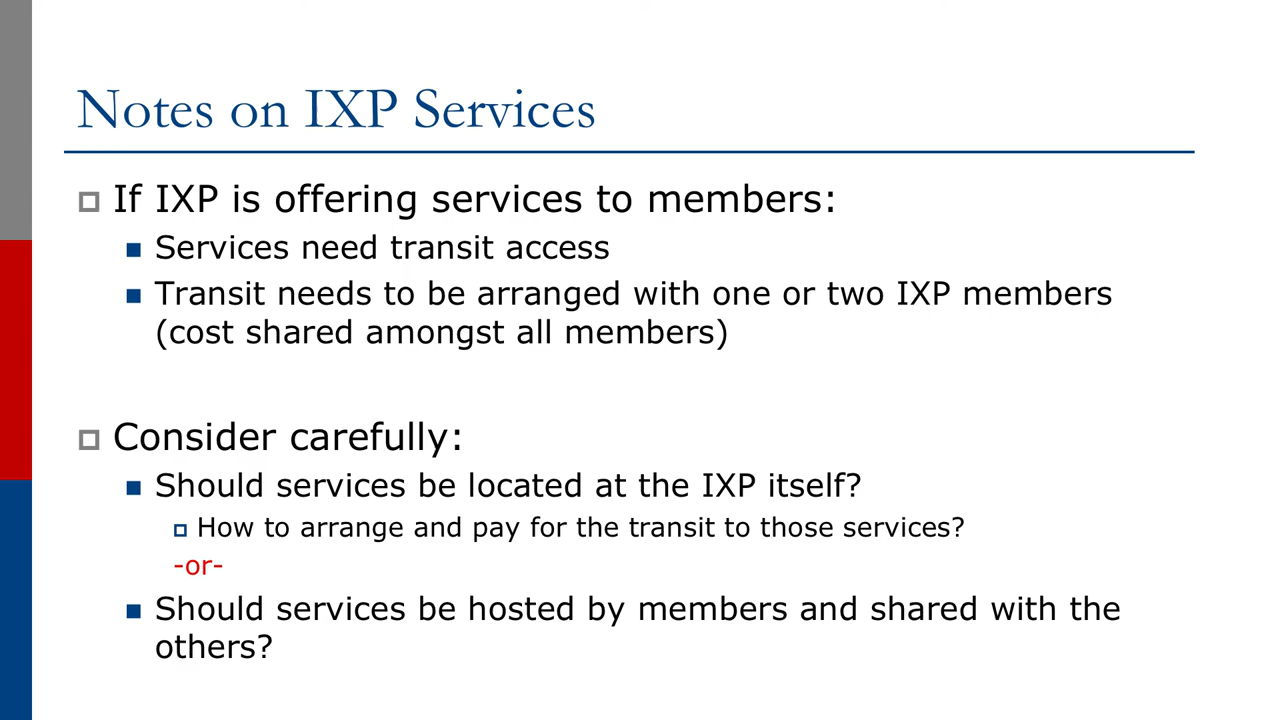 Notes on IXP Services
If IXP is offering services to members:
Services need transit access
Transit needs to be arranged with one or two IXP members
(cost shared amongst all members)
Consider carefully:
Should services be located at the IXP itself?
How to arrange and pay for the transit to those services?
-or-
Should services be hosted by members and shared with the
others?